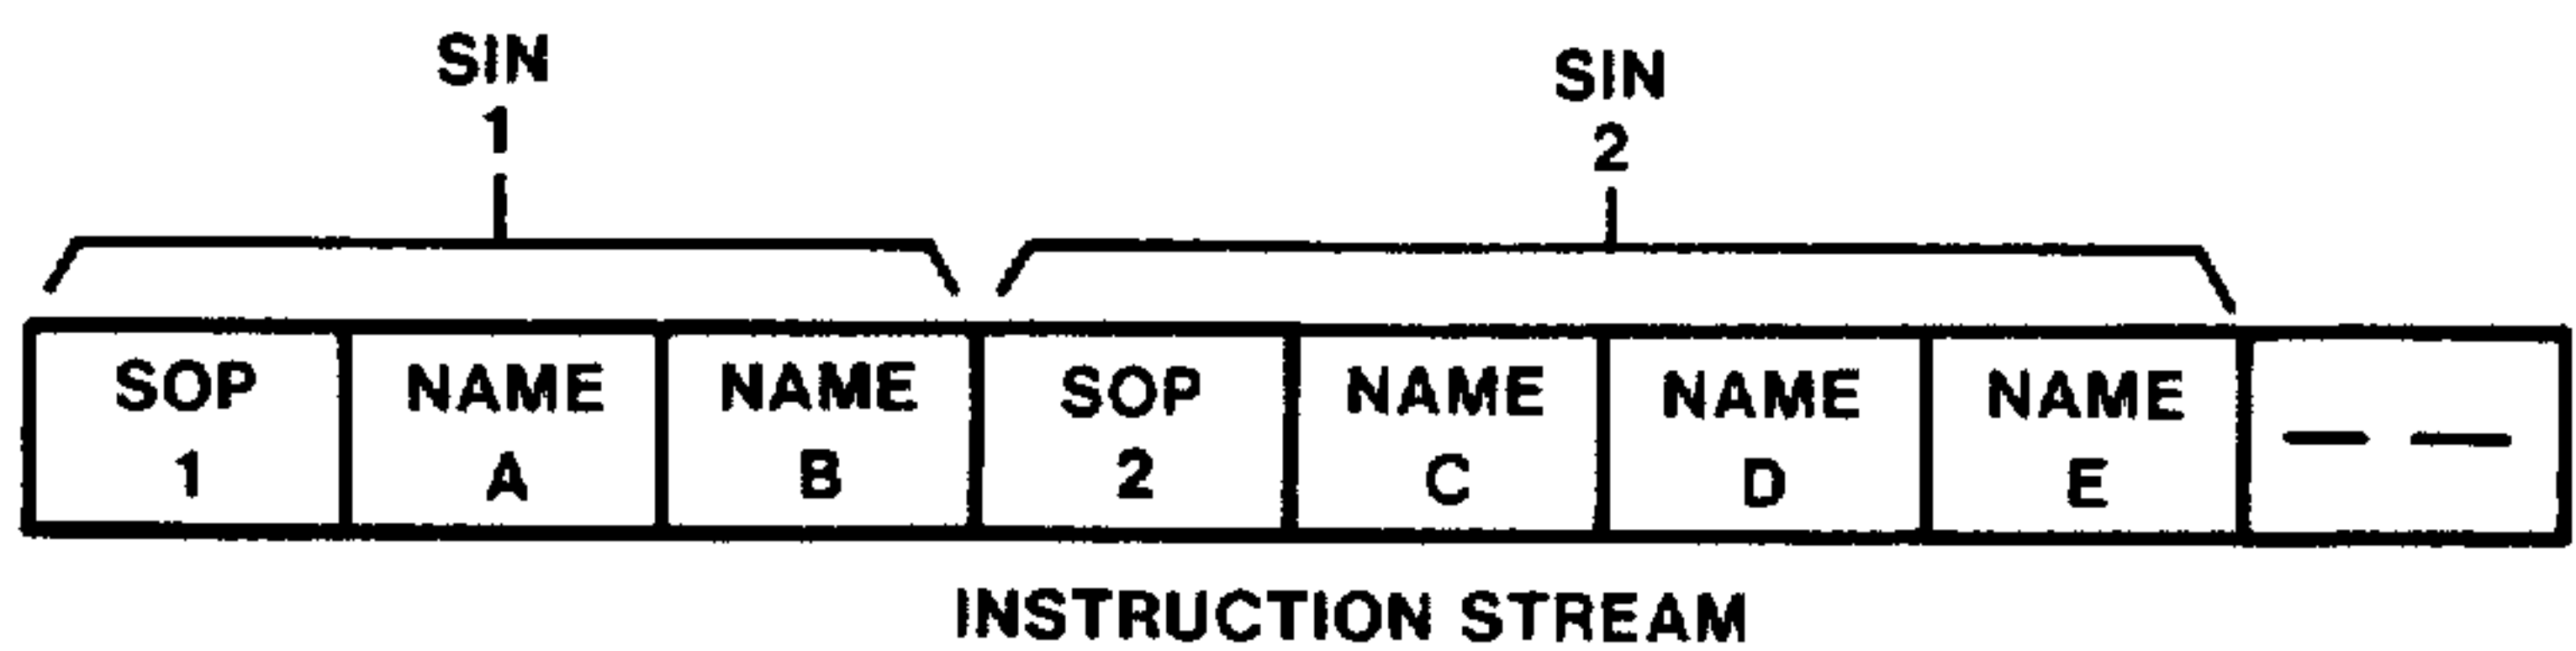 SIN
1
SIN
2
SOP
1
NAME
A
NAME
B
SOP
2
NAME
C
NAME
D
NAME
E
— —
INSTRUCTION STREAM